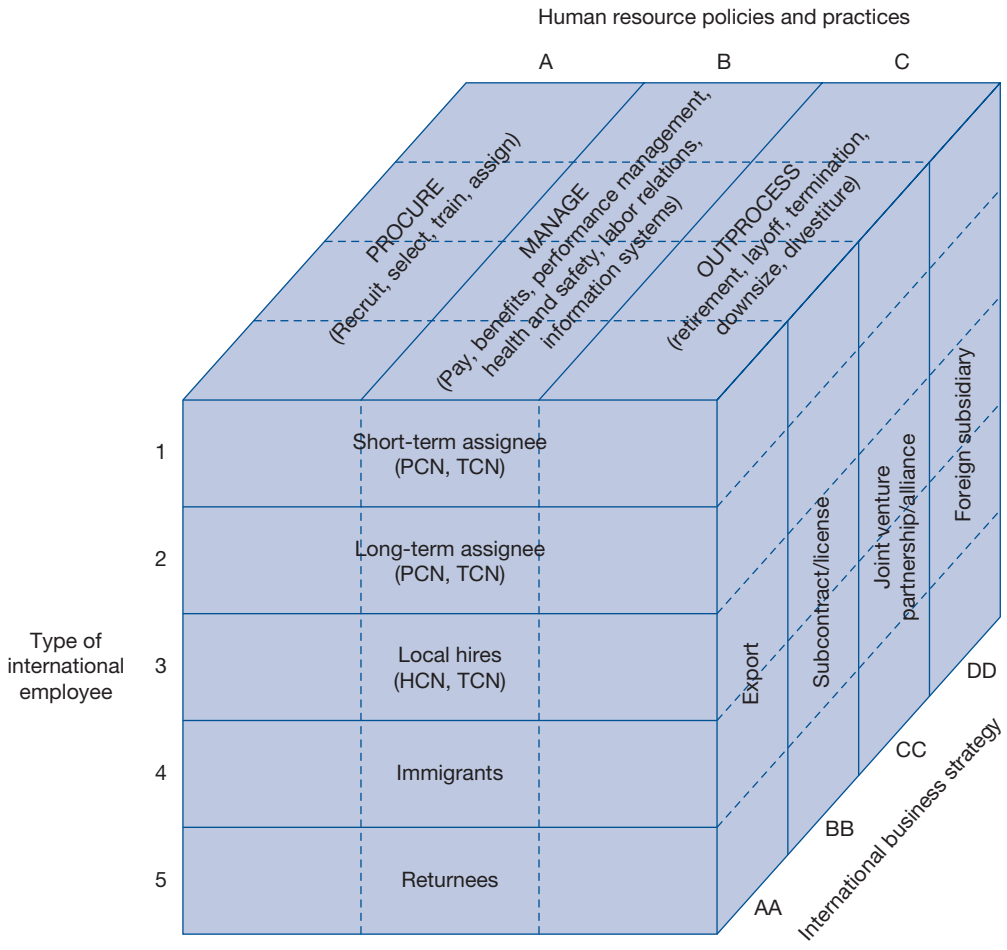 Human resource policies and practices
A
B
C
PROCURE
(Recruit, select, train, assign)
MANAGE
(Pay, benefits, performance management,
health and safety, labor relations,
information systems)
OUTPROCESS
(retirement, layoff, termination,
downsize, divestiture)
Type of
international
employee
1
Short-term assignee
(PCN, TCN)
2
Long-term assignee
(PCN, TCN)
3
Local hires
(HCN, TCN)
4
Immigrants
5
Returnees
Export
Subcontract/license
Joint venture
partnership/alliance
Foreign subsidiary
AA
BB
CC
DD
International business strategy